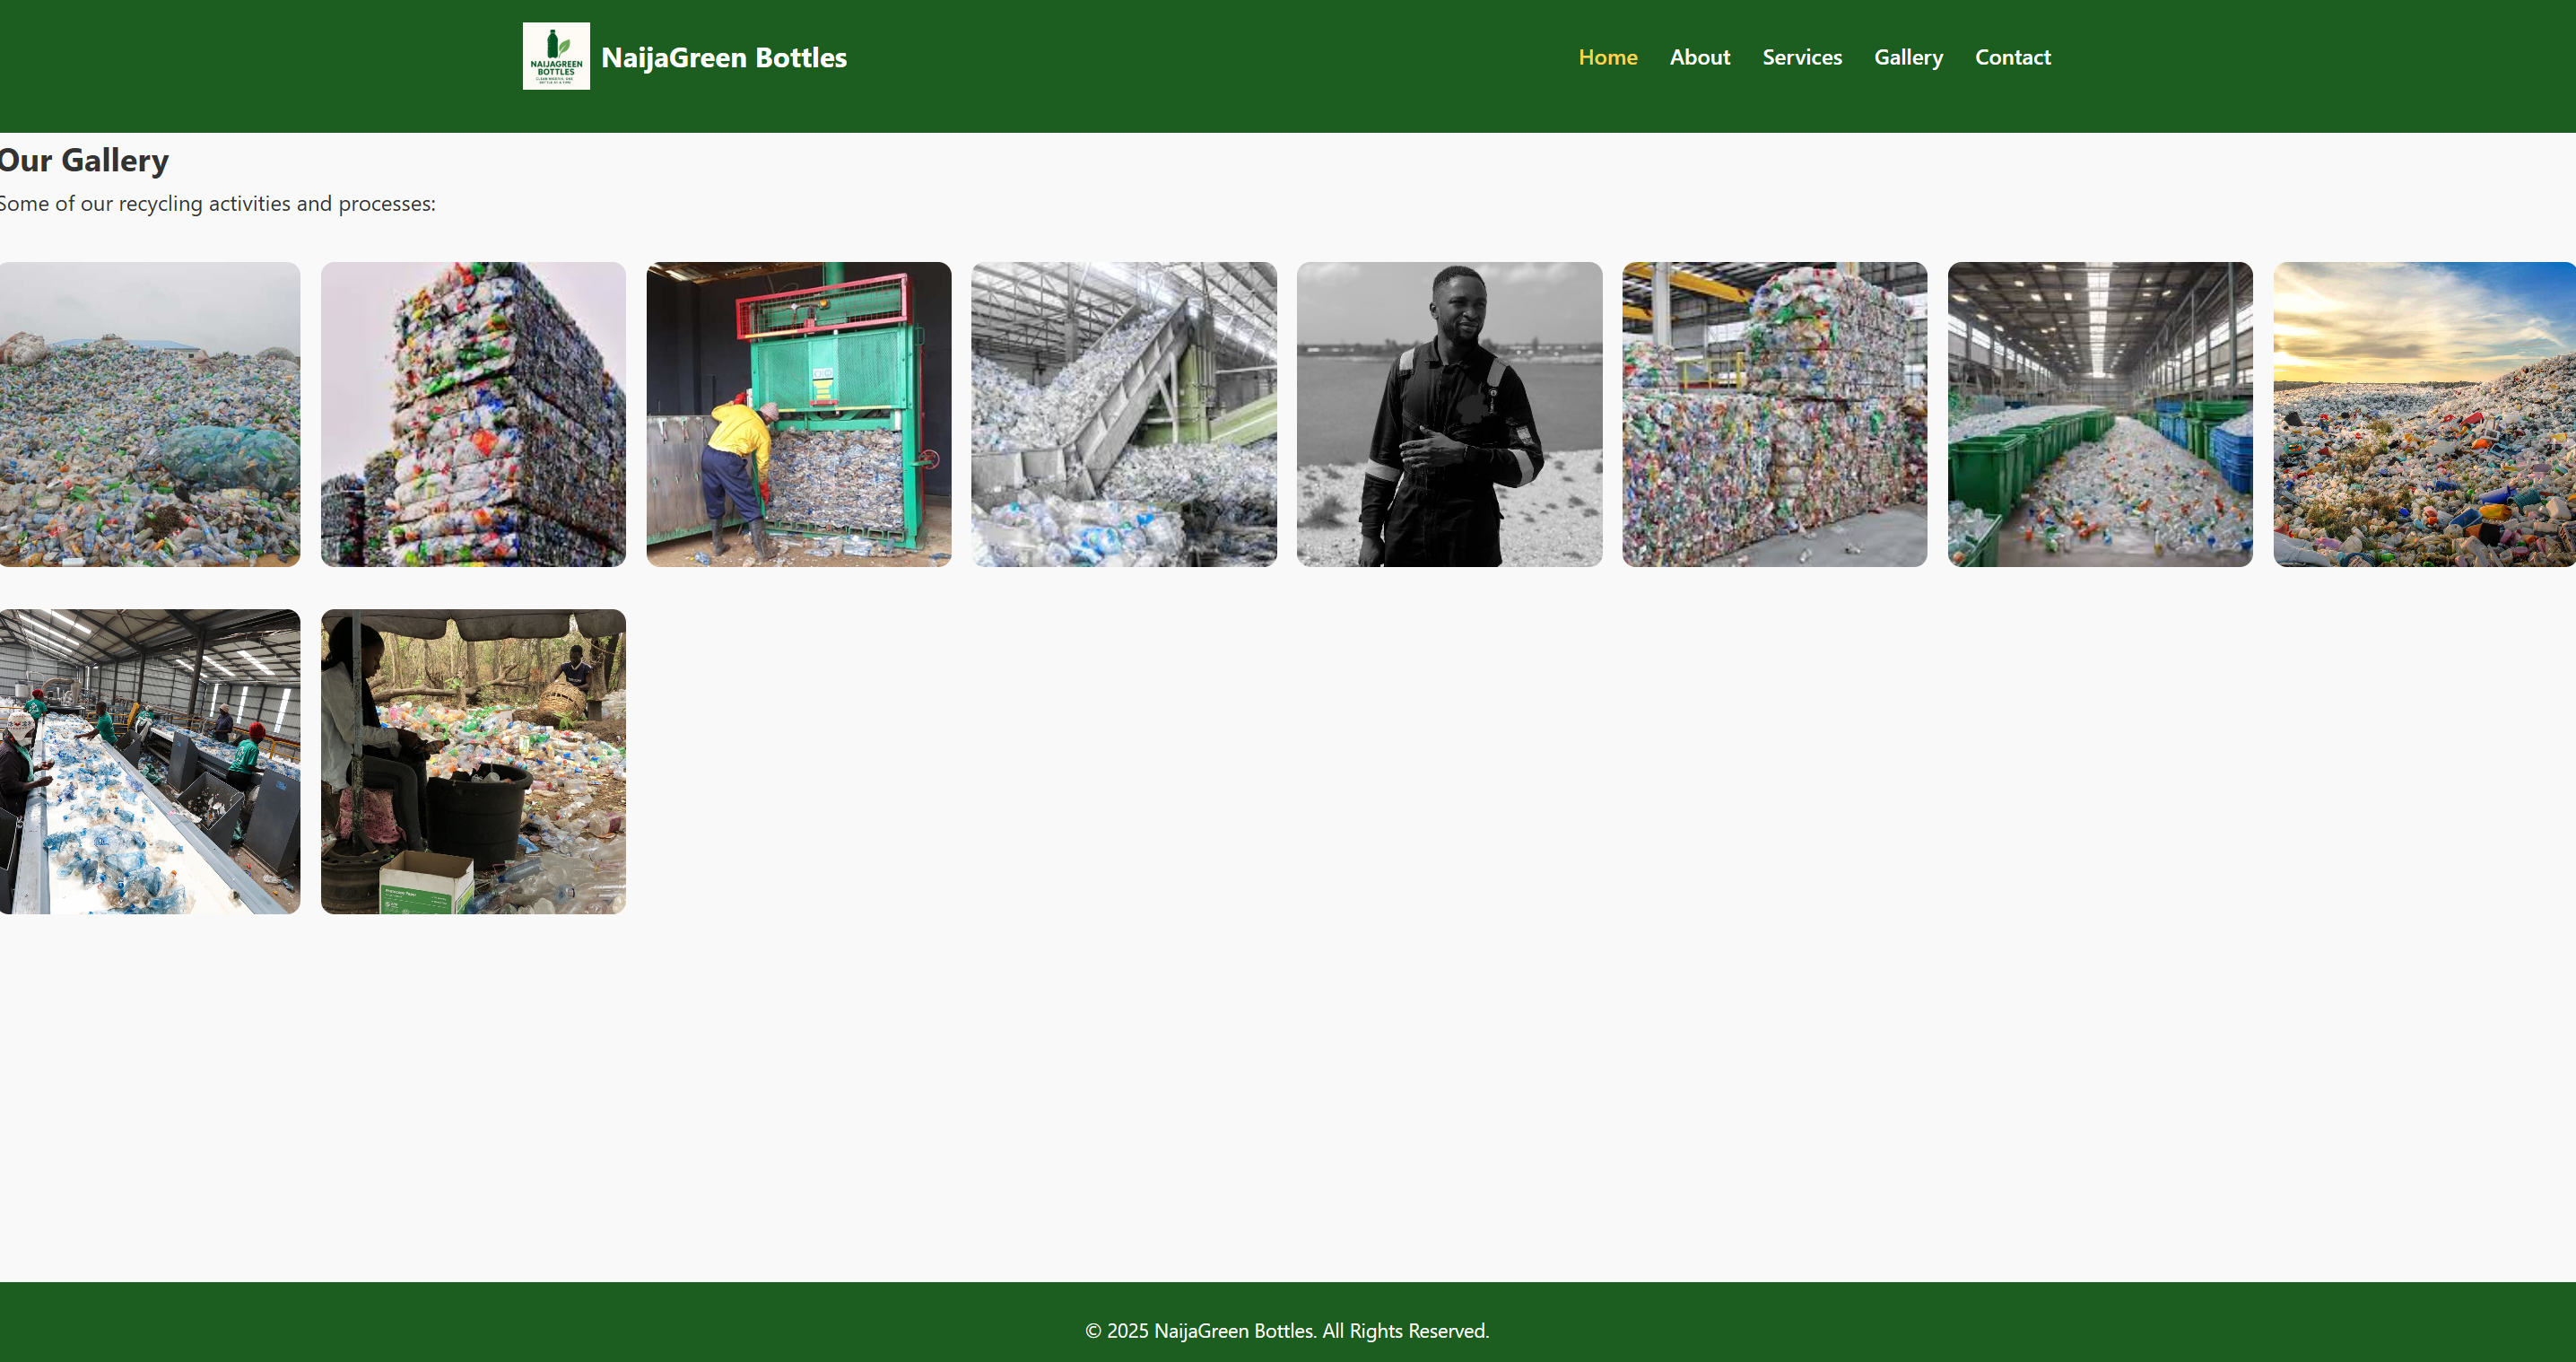 NAIJAGREEN
BOTTLES
NaijaGreen Bottles
Home About Services Gallery Contact
Our Gallery
Some of our recycling activities and processes:
© 2025 NaijaGreen Bottles. All Rights Reserved.